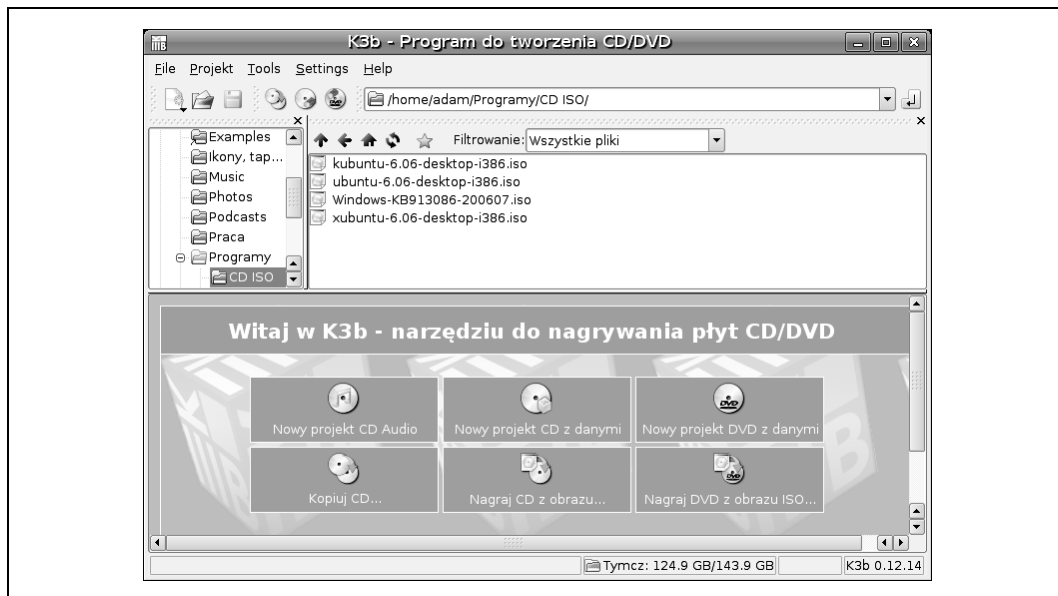 K3b - Program do tworzenia CD/DVD
File Projekt Tools Settings Help
/home/adam/Programy/CD ISO/
Examples
Ikony, tap...
Music
Photos
Podcasts
Praca
Programy
CD ISO
Filtrowanie: Wszystkie pliki
kubuntu-6.06-desktop-i386.iso
ubuntu-6.06-desktop-i386.iso
Windows-KB913086-200607.iso
xubuntu-6.06-desktop-i386.iso
Witaj w K3b - narzędziu do nagrywania płyt CD/DVD
Nowy projekt CD Audio
Nowy projekt CD z danymi
Nowy projekt DVD z danymi
Kopiuj CD...
Nagraj CD z obrazu...
Nagraj DVD z obrazu ISO...
Tymcz: 124.9 GB/143.9 GB
K3b 0.12.14